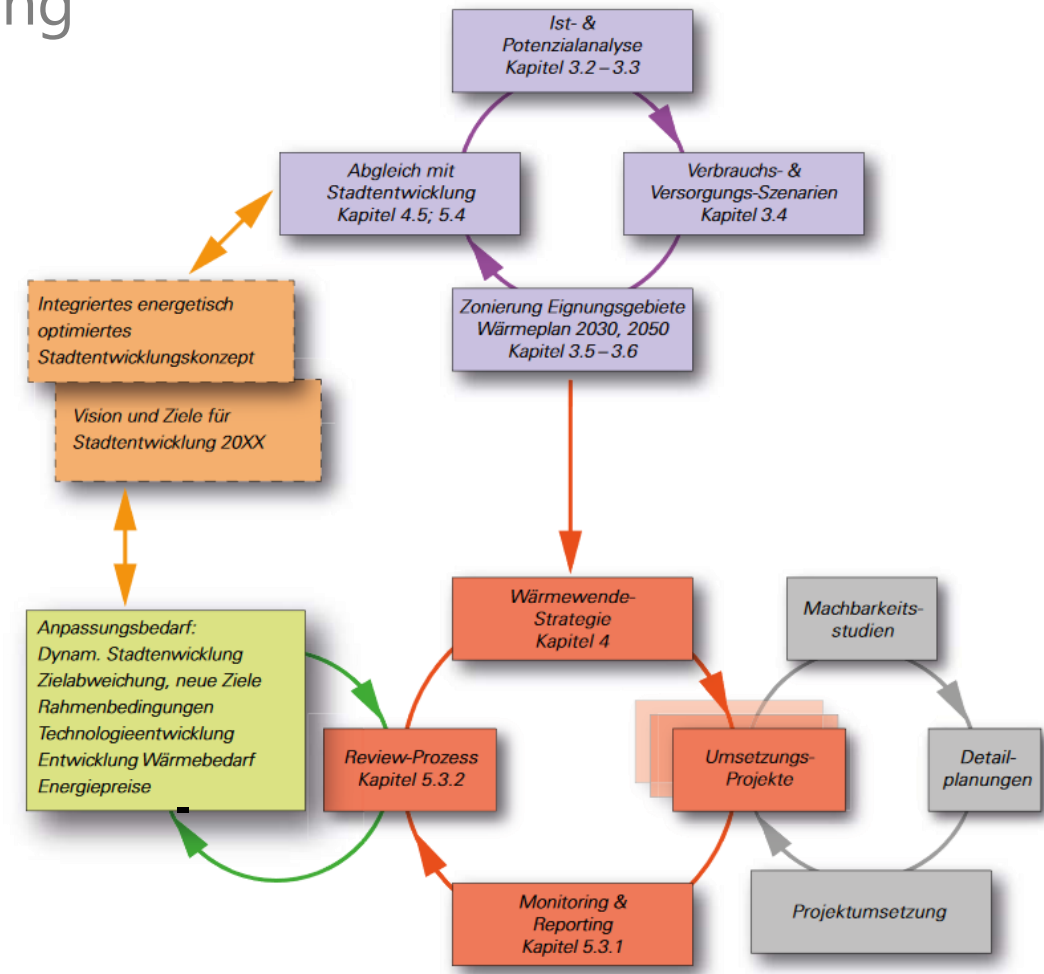 ng
Ist- &
Potenzialanalyse
Kapitel 3.2–3.3
Abgleich mit
Stadtentwicklung
Kapitel 4.5; 5.4
Verbrauchs- &
Versorgungs-Szenarien
Kapitel 3.4
Zonierung Eignungsgebiete
Wärmeplan 2030, 2050
Kapitel 3.5–3.6
Integriertes energetisch
optimiertes
Stadtentwicklungskonzept
Vision und Ziele für
Stadtentwicklung 20XX
Wärmewende-
Strategie
Kapitel 4
Machbarkeits-
studien
Anpassungsbedarf:
Dynam. Stadtenwicklung
Zielabweichung, neue Ziele
Rahmenbedingungen
Technologieentwicklung
Entwicklung Wärmebedarf
Energiepreise
Review-Prozess
Kapitel 5.3.2
Umsetzungs-
Projekte
Detail-
planungen
Monitoring &
Reporting
Kapitel 5.3.1
Projektumsetzung